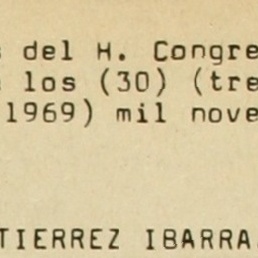 s del H. Congre
los (30) (tre
1969) mil nove
TIERREZ IBARRA.